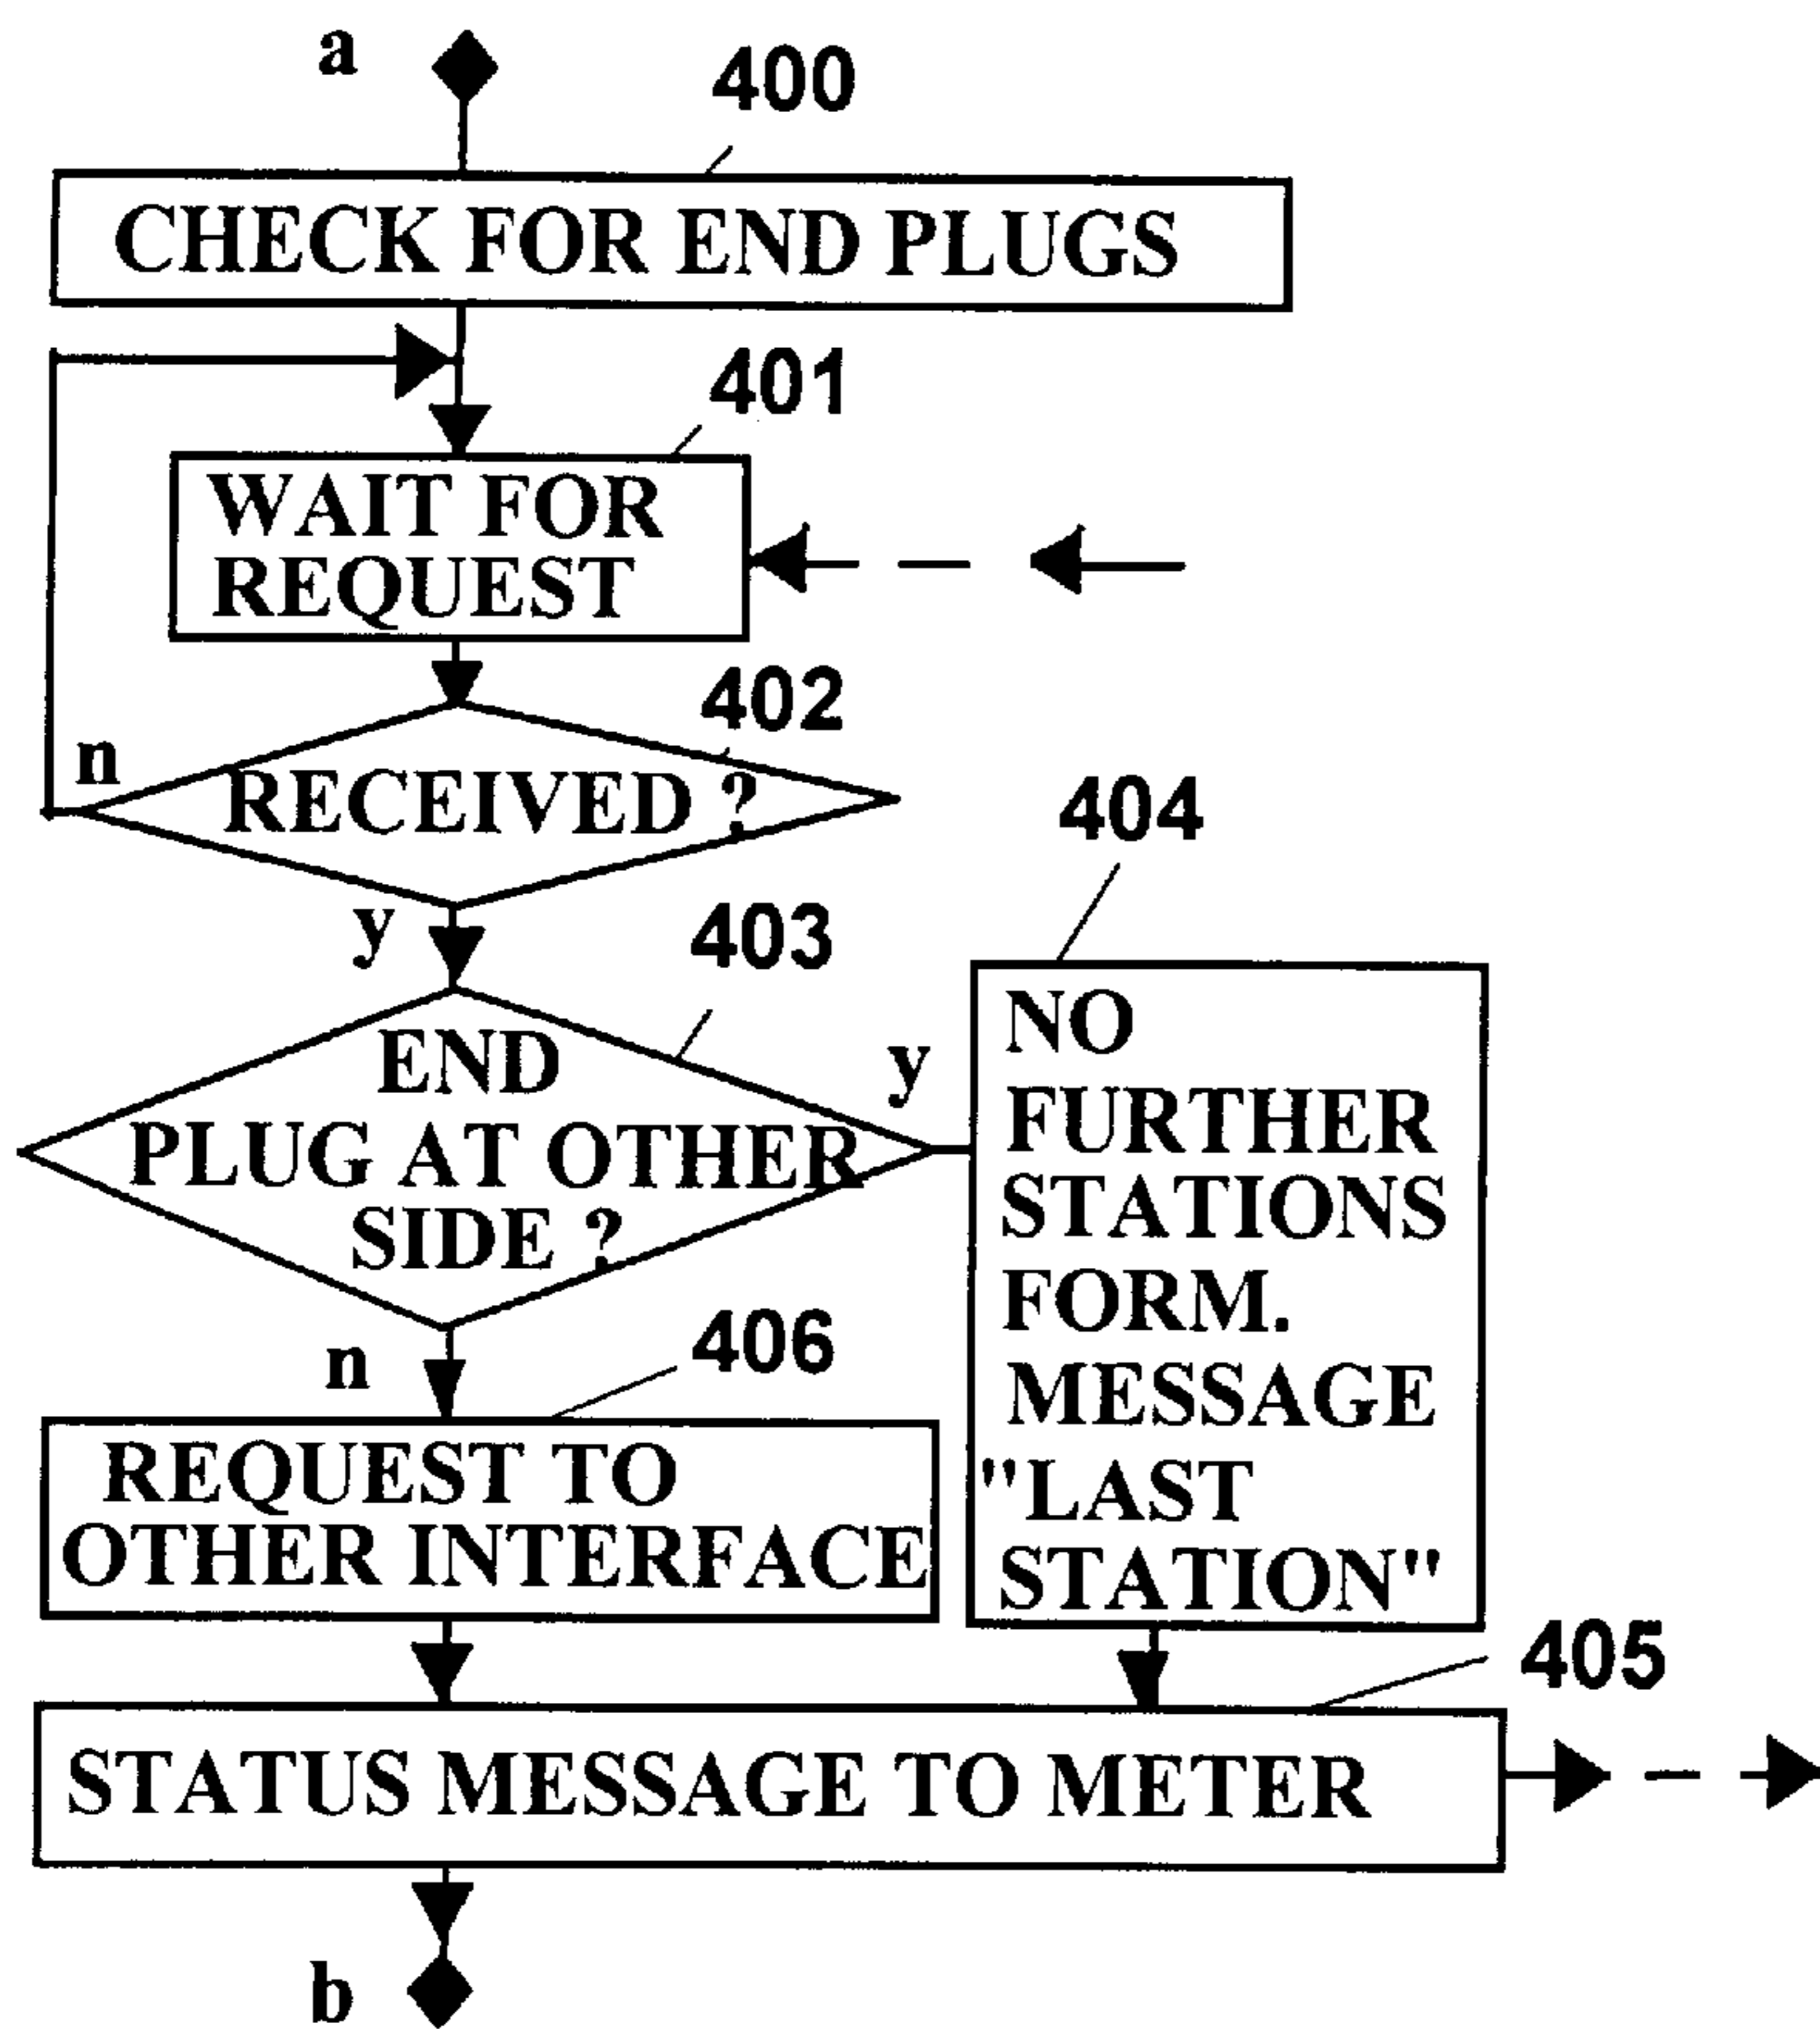 a
400
CHECK FOR END PLUGS
401
WAIT FOR
REQUEST
402
n
RECEIVED ?
404
y
403
END
PLUG AT OTHER
SIDE ?
y
NO
FURTHER
STATIONS
FORM.
MESSAGE
"LAST
STATION"
n
406
REQUEST TO
OTHER INTERFACE
405
STATUS MESSAGE TO METER
b